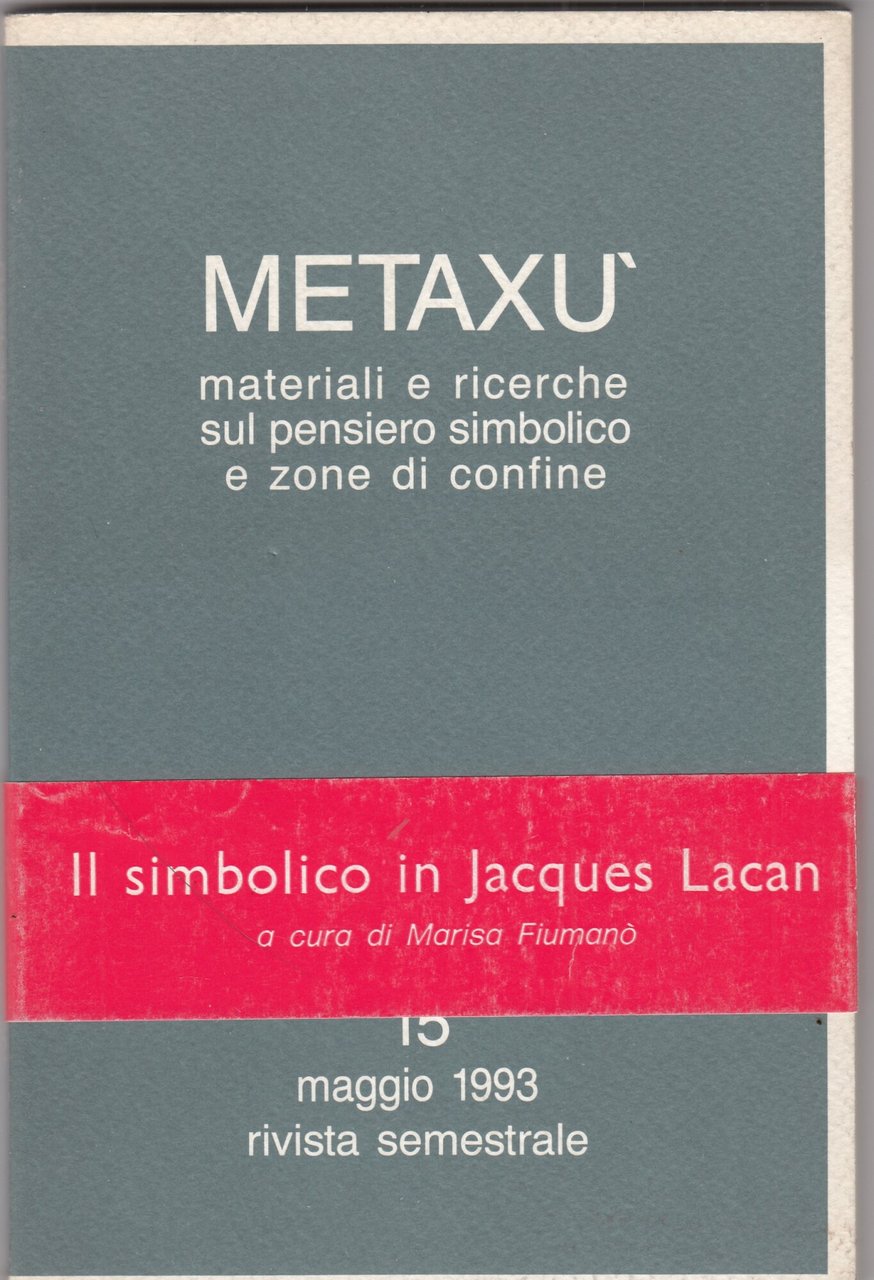 METAXU`
materiali e ricerche
sul pensiero simbolico
e zone di confine
Il simbolico in Jacques Lacan
a cura di Marisa Fiumanò
15
maggio 1993
rivista semestrale